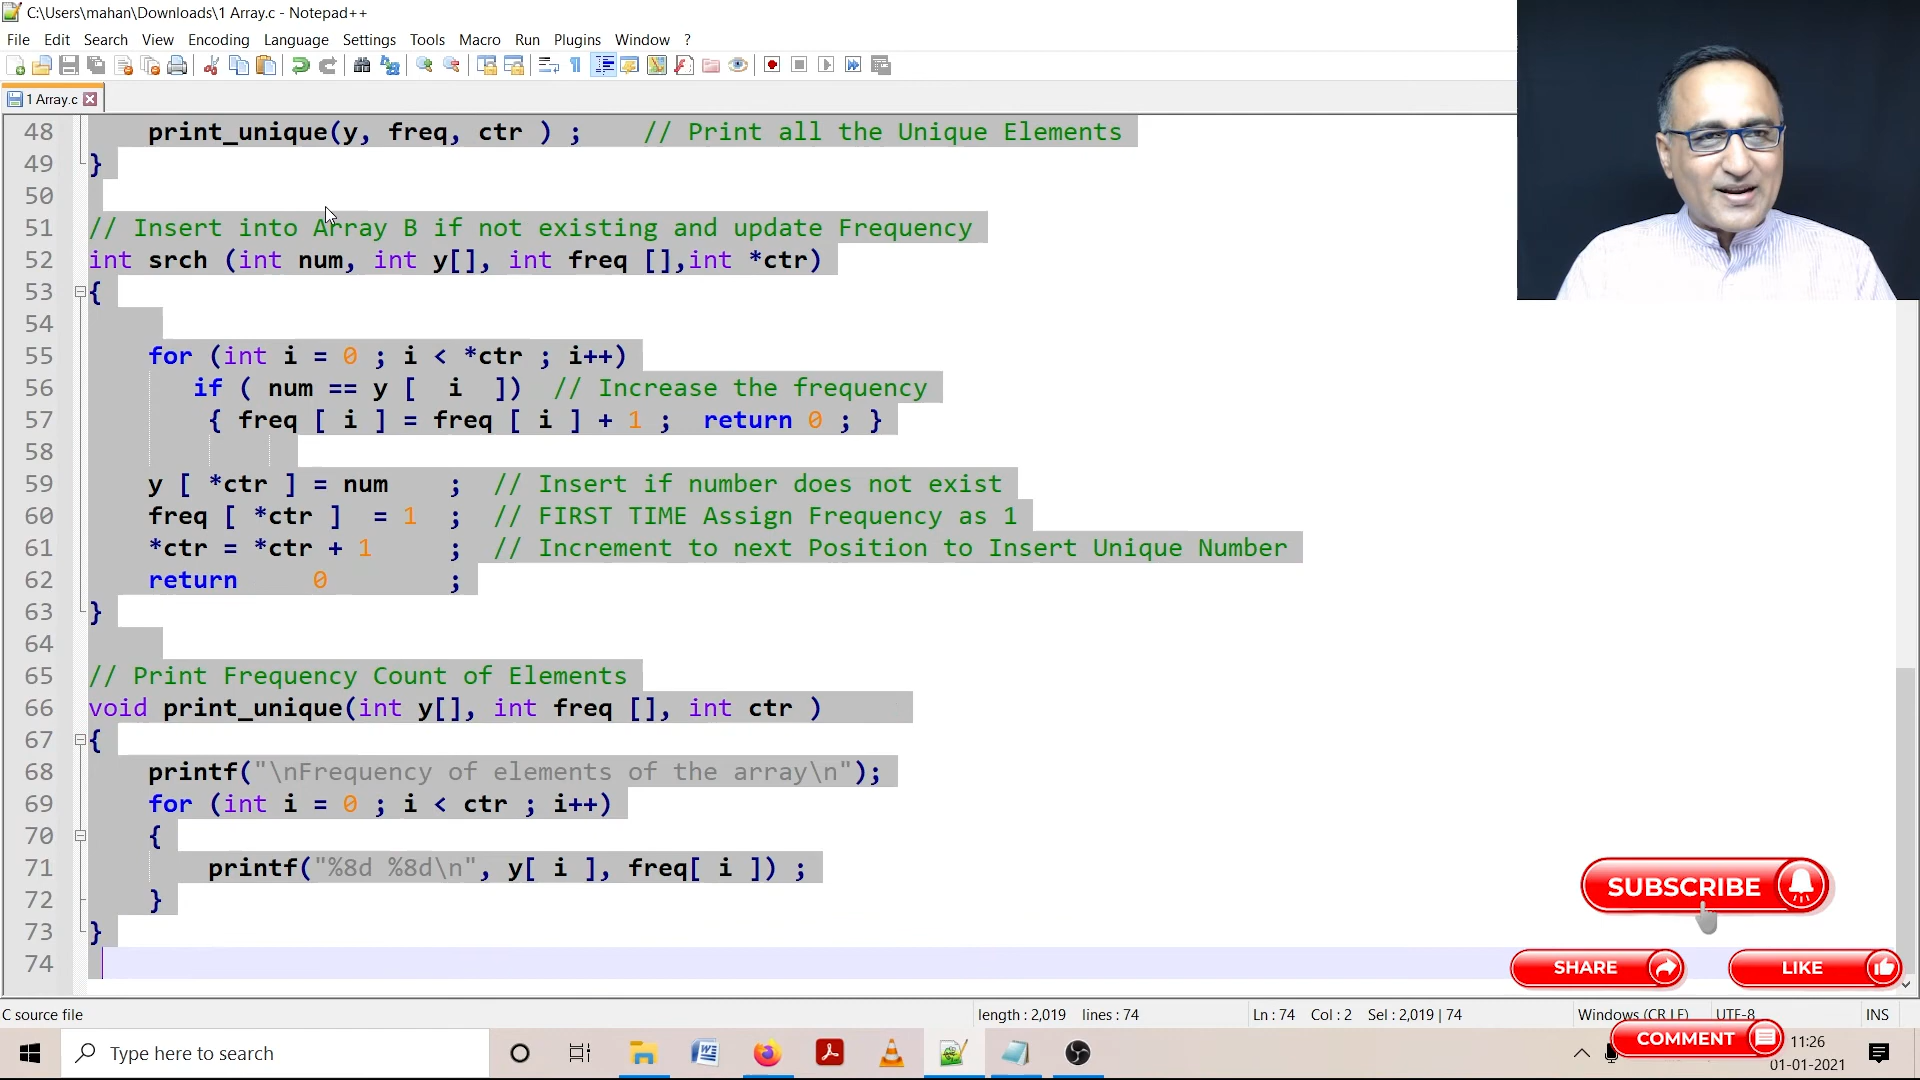 C:\Users\mahan\Downloads\1 Array.c - Notepad++
File Edit Search View Encoding Language Settings Tools Macro Run Plugins Window ?
1 Array.c
48 print_unique(y, freq, ctr ) ; // Print all the Unique Elements
49 }
50
51 // Insert into Array B if not existing and update Frequency
52 int srch (int num, int y[], int freq [],int *ctr)
53 {
54
55 for (int i = 0 ; i < *ctr ; i++)
56 if ( num == y [ i ]) // Increase the frequency
57 { freq [ i ] = freq [ i ] + 1 ; return 0 ; }
58
59 y [ *ctr ] = num ; // Insert if number does not exist
60 freq [ *ctr ] = 1 ; // FIRST TIME Assign Frequency as 1
61 *ctr = *ctr + 1 ; // Increment to next Position to Insert Unique Number
62 return 0 ;
63 }
64
65 // Print Frequency Count of Elements
66 void print_unique(int y[], int freq [], int ctr )
67 {
68 printf("\nFrequency of elements of the array\n");
69 for (int i = 0 ; i < ctr ; i++)
70 {
71 printf("%8d %8d\n", y[ i ], freq[ i ]) ;
72 }
73 }
74
SUBSCRIBE
SHARE LIKE
C source file length : 2,019 lines : 74 Ln : 74 Col : 2 Sel : 2,019 | 74 Windows (CR LF) UTF-8 INS
COMMENT
Type here to search
11:26
01-01-2021